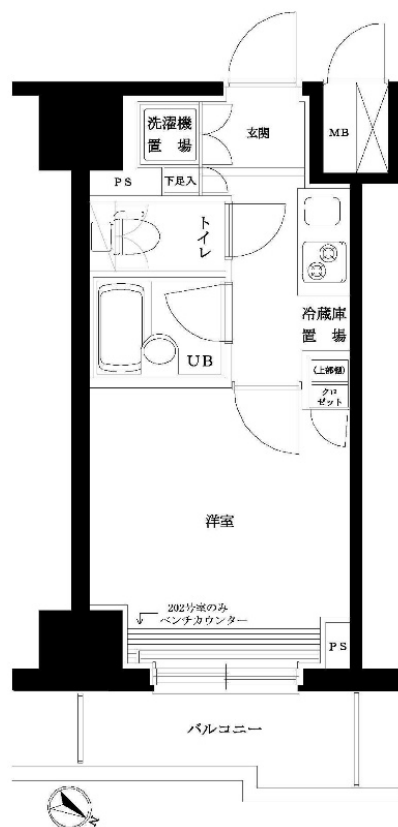 洗濯機
置 場
玄関
MB
PS
下足入
トイレ
冷蔵庫
置 場
UB
(上部棚)
クロ
ゼット
洋室
202号室のみ
ベンチカウンター
PS
バルコニー
N